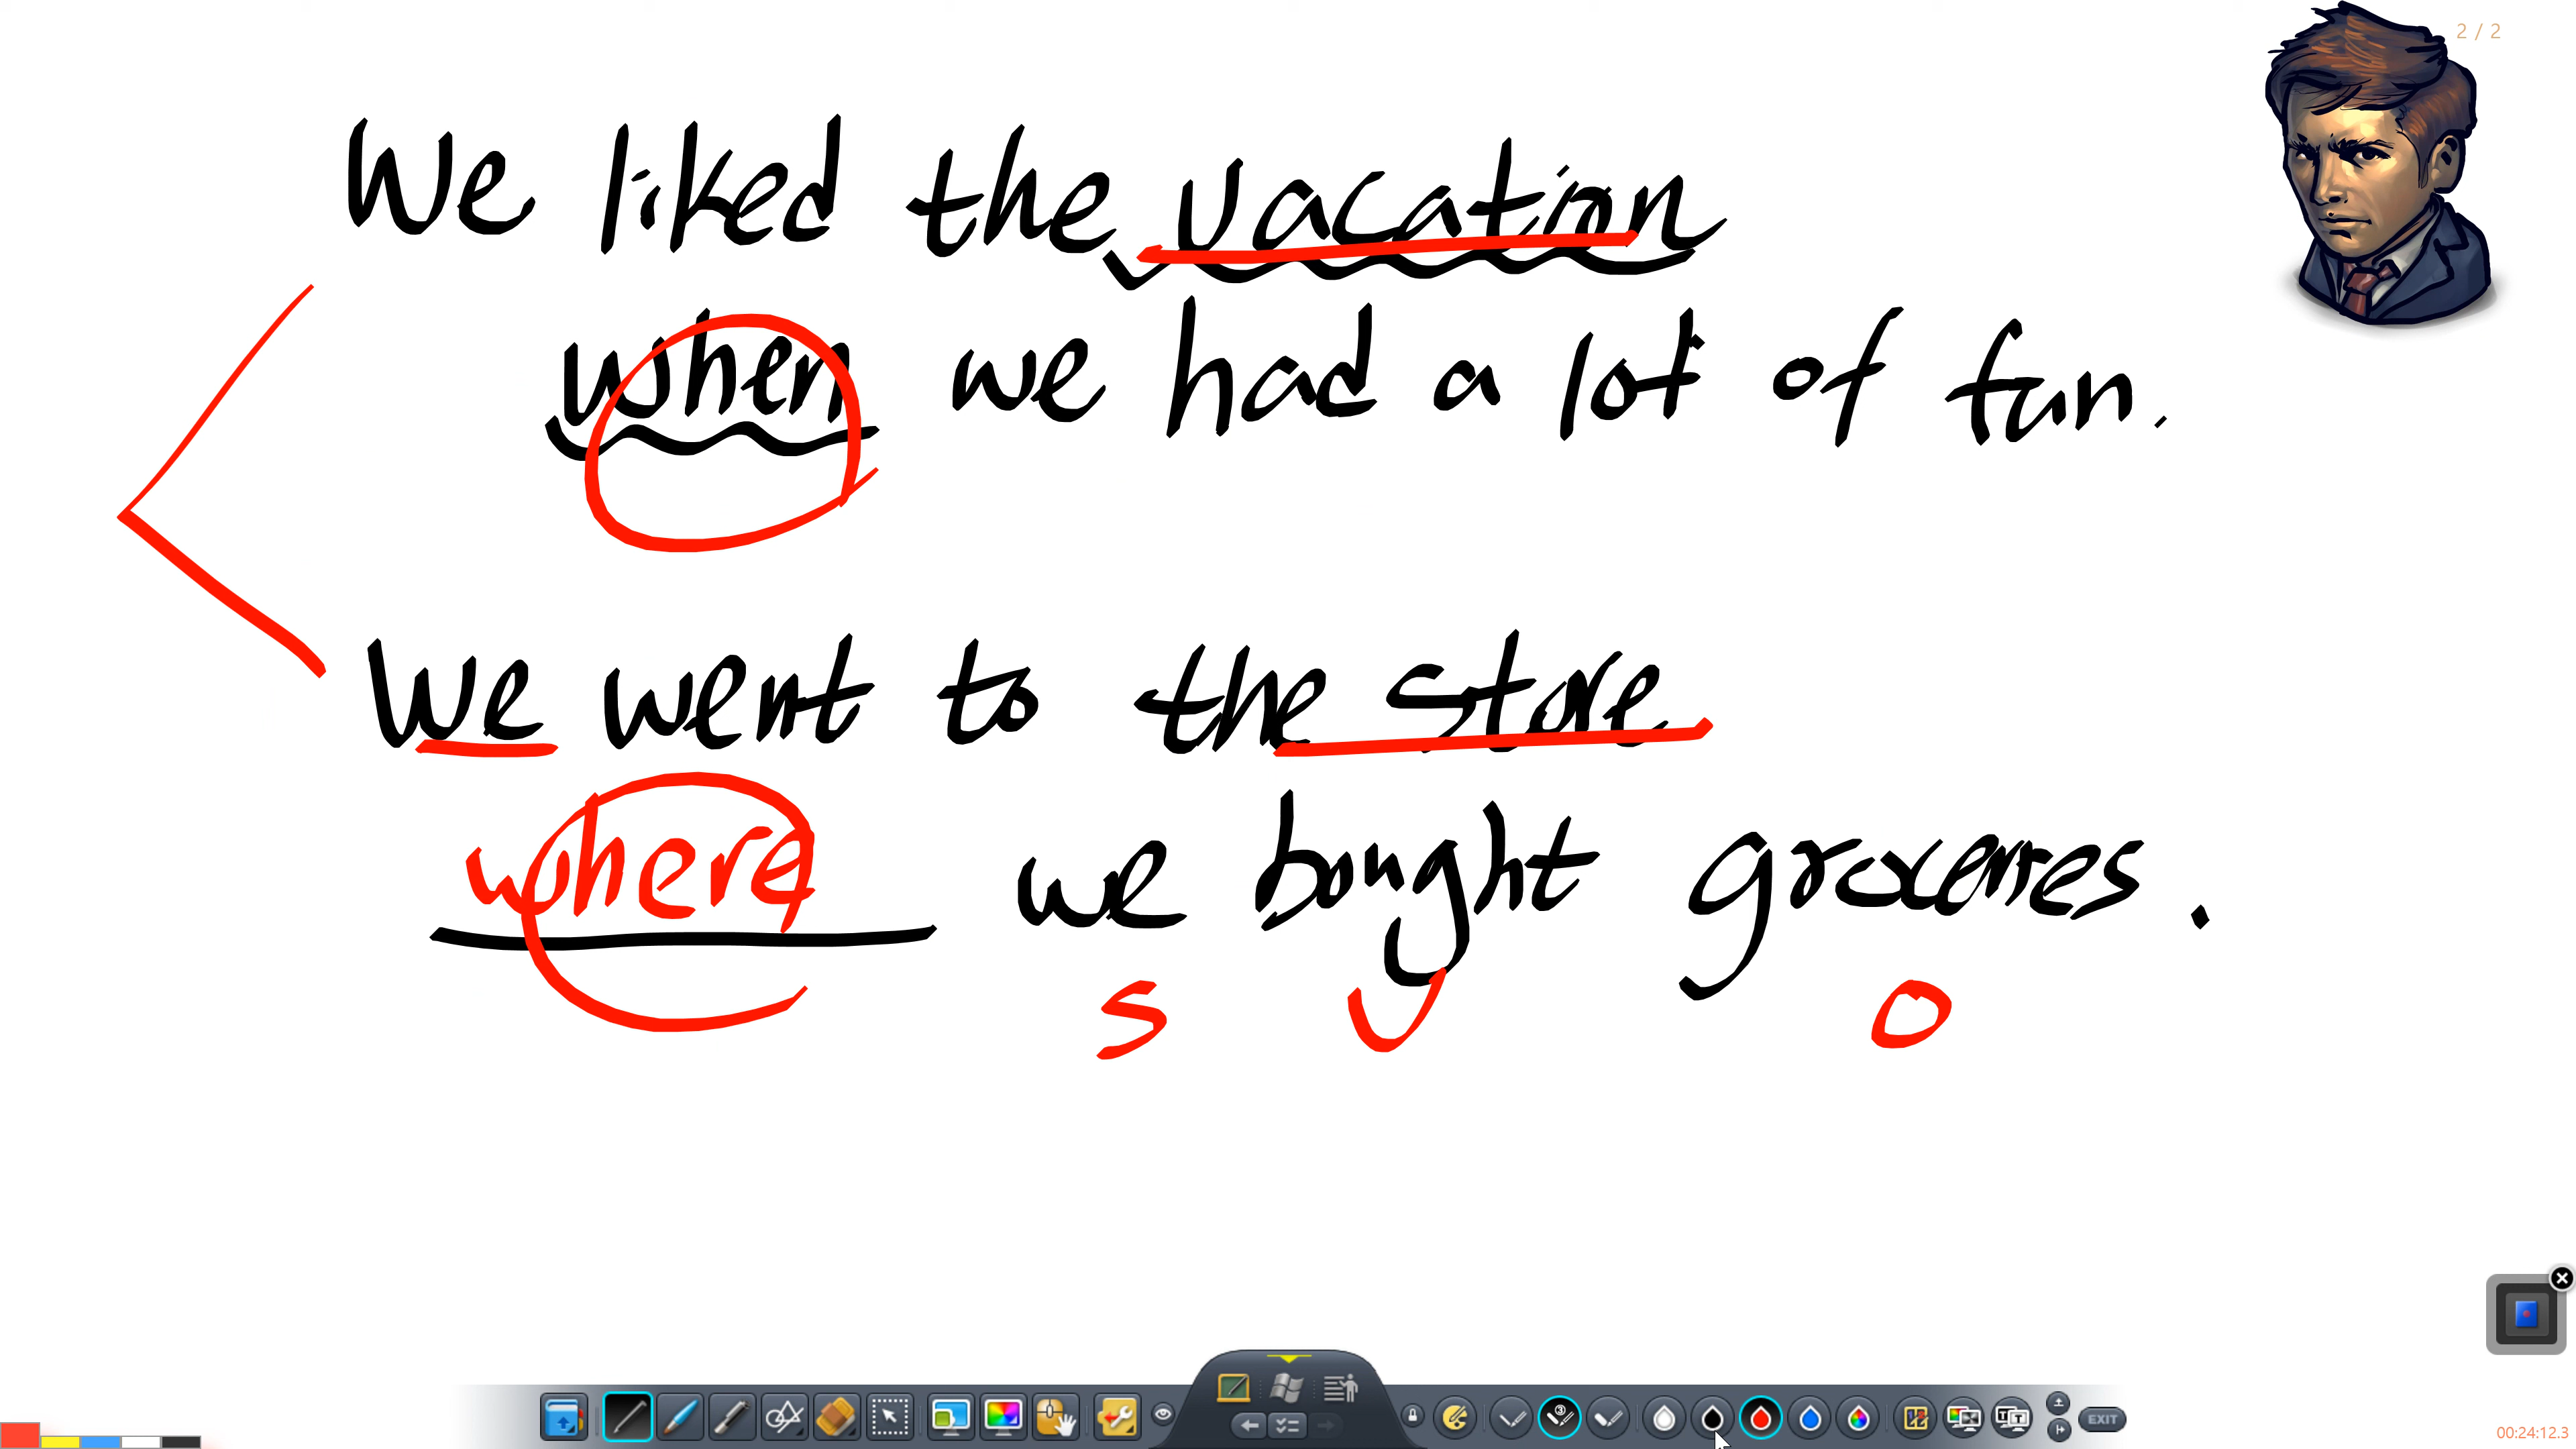 2 / 2
We liked the vacation
when we had a lot of fun.
We went to the store
where we bought groceries.
S V O
EXIT
00:24:12.3